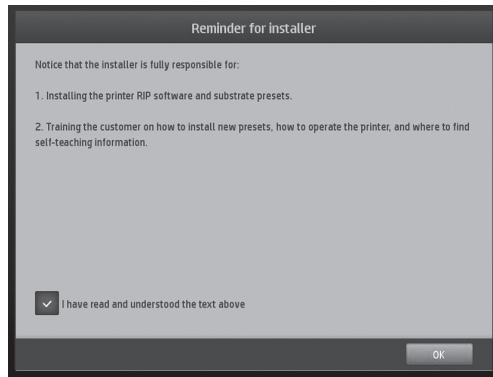 Reminder for installer
Notice that the installer is fully responsible for:
1. Installing the printer RIP software and substrate presets.
2. Training the customer on how to install new presets, how to operate the printer, and where to find
self-teaching information.
I have read and understood the text above
OK